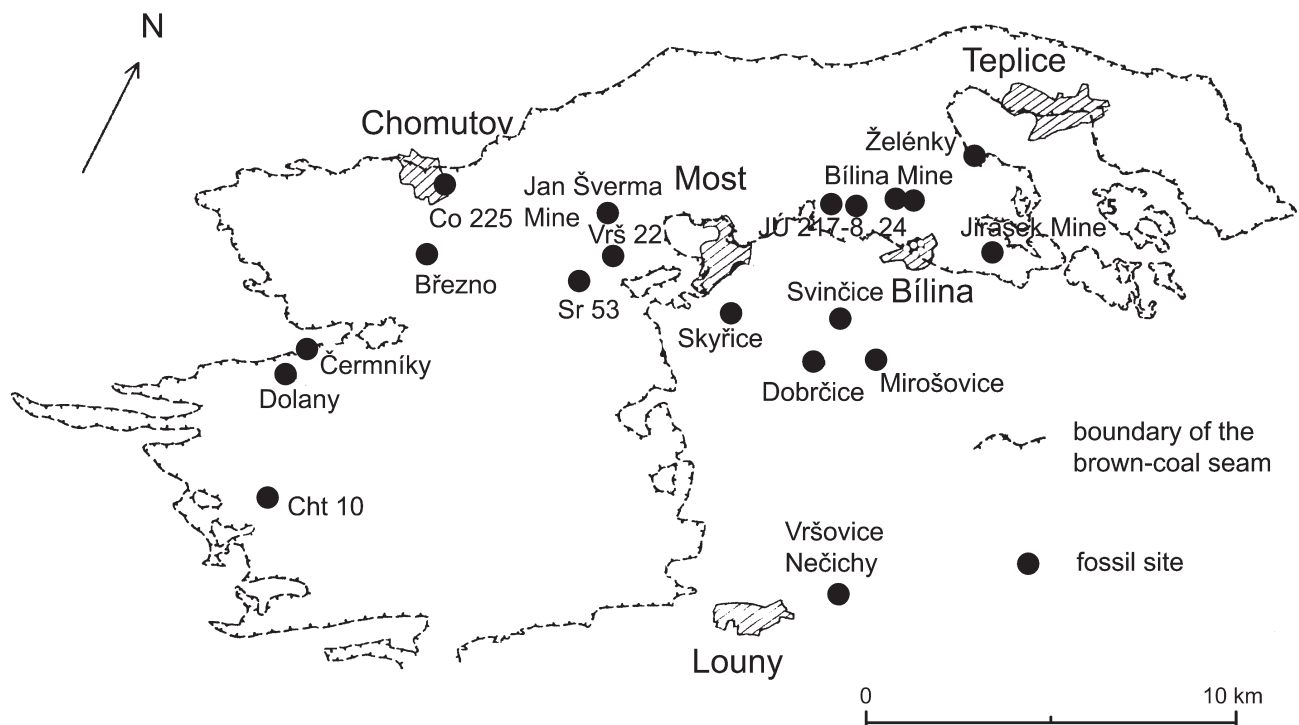 N
Teplice
Chomutov
Želénky
Jan Šverma
Mine
Most
Bílina Mine
Co 225
Vrš 22
JÚ 217-8, 24
Jirásek Mine
5
Březno
Sr 53
Svinčice
Bílina
Skyřice
Čermníky
Dolany
Dobrčice
Mirošovice
boundary of the
brown-coal seam
Cht 10
Vršovice
Nečichy
fossil site
Louny
0
10 km